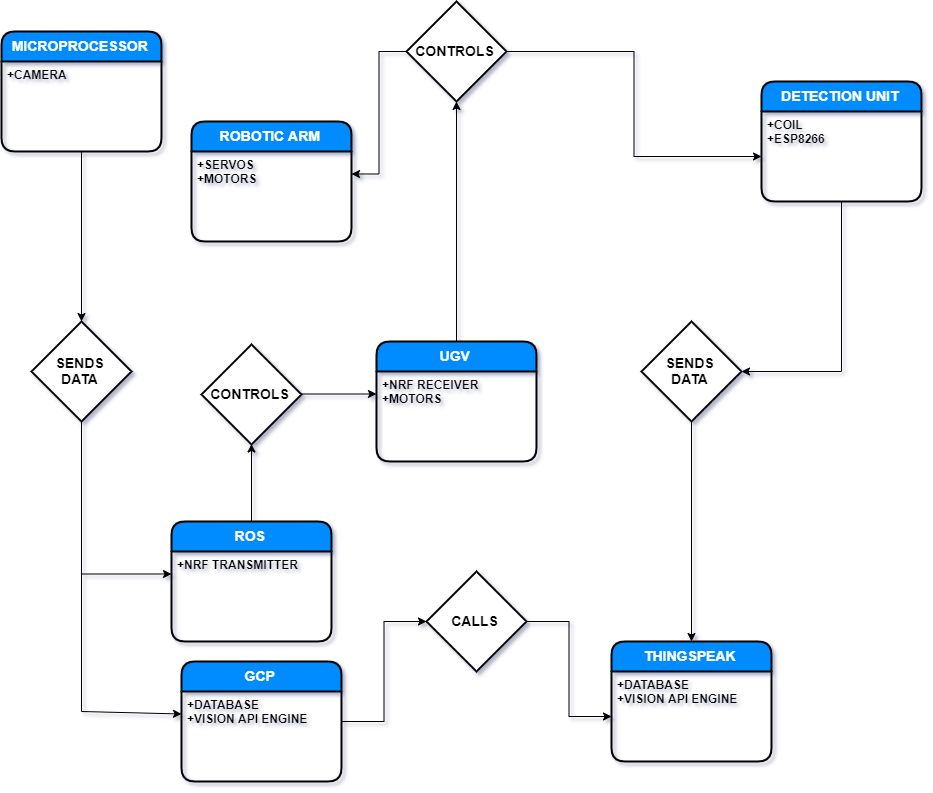 MICROPROCESSOR
+CAMERA
CONTROLS
ROBOTIC ARM
+SERVOS
+MOTORS
DETECTION UNIT
+COIL
+ESP8266
SENDS
DATA
CONTROLS
UGV
+NRF RECEIVER
+MOTORS
SENDS
DATA
ROS
+NRF TRANSMITTER
CALLS
GCP
+DATABASE
+VISION API ENGINE
THINGSPEAK
+DATABASE
+VISION API ENGINE